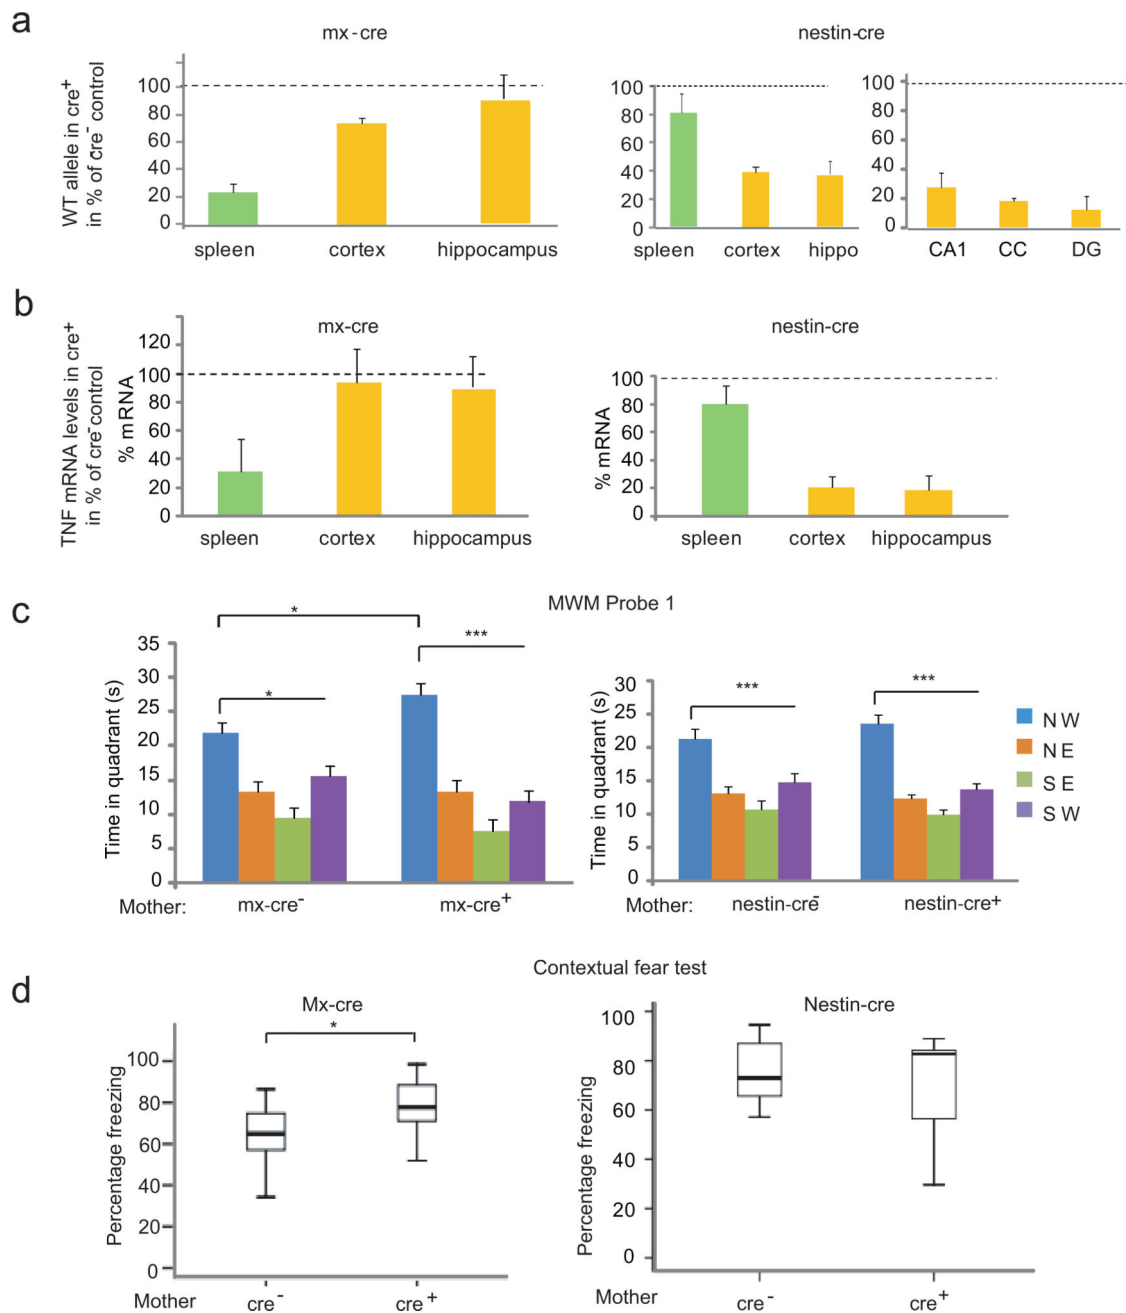 a
mx-cre
nestin-cre
WT allele in cre+
in % of cre- control
100
80
60
40
20
0
spleen cortex hippocampus
100
80
60
40
20
0
spleen cortex hippo
100
80
60
40
20
0
CA1 CC DG
b
mx-cre
nestin-cre
TNF mRNA levels in cre+
in % of cre- control
% mRNA
120
100
80
60
40
20
0
spleen cortex hippocampus
% mRNA
100
80
60
40
20
0
spleen cortex hippocampus
c
MWM Probe 1
Time in quadrant (s)
35
30
25
20
15
10
5
0
*
*
***
Mother: mx-cre- mx-cre+
Time in quadrant (s)
30
25
20
15
10
5
0
***
***
Mother: nestin-cre- nestin-cre+
NW
NE
SE
SW
d
Contextual fear test
Mx-cre
*
Percentage freezing
100
80
60
40
20
0
Mother cre- cre+
Nestin-cre
Percentage freezing
100
80
60
40
20
0
Mother cre- cre+